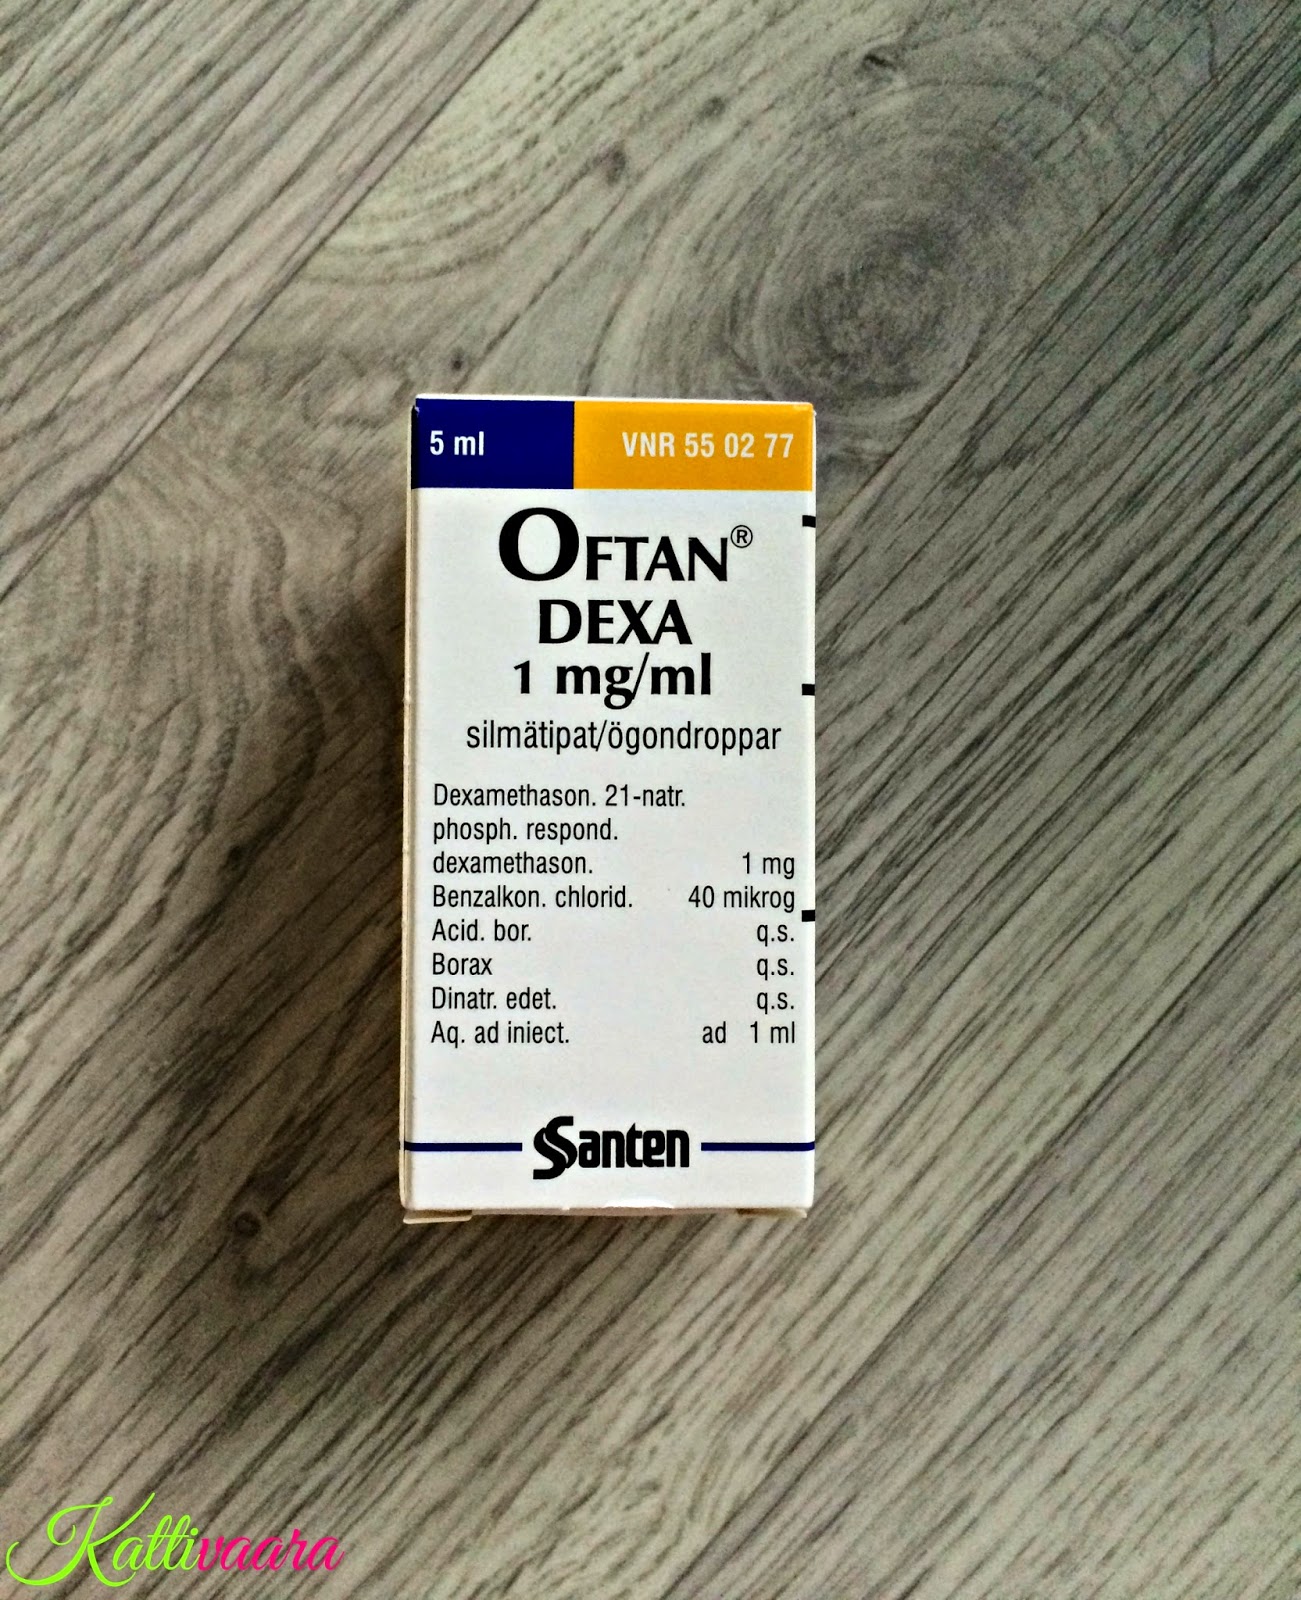 5 ml VNR 55 02 77
OFTAN®
DEXA
1 mg/ml
silmätipat/ögondroppar
Dexamethason. 21-natr.
phosph. respond.
dexamethason. 1 mg
Benzalkon. chlorid. 40 mikrog
Acid. bor. q.s.
Borax q.s.
Dinatr. edet. q.s.
Aq. ad iniect. ad 1 ml
Santen
Kattivaara